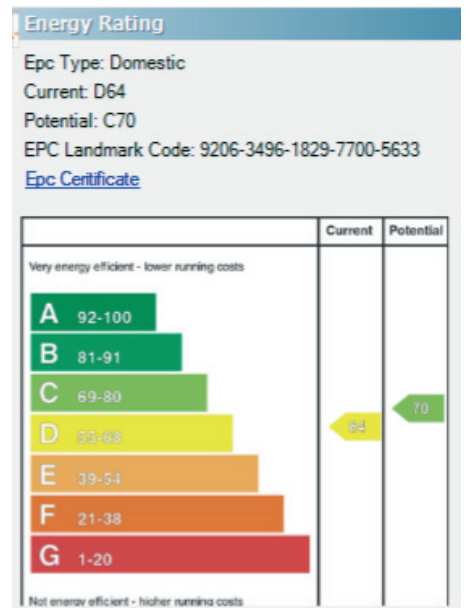 Energy Rating
Epc Type: Domestic
Current: D64
Potential: C70
EPC Landmark Code: 9206-3496-1829-7700-5633
Epc Ceritificate
Current Potential
Very energy efficient - lower running costs
A 92-100
B 81-91
C 69-80
D 55-68
E 39-54
F 21-38
G 1-20
64
70
Not energy efficient - higher running costs